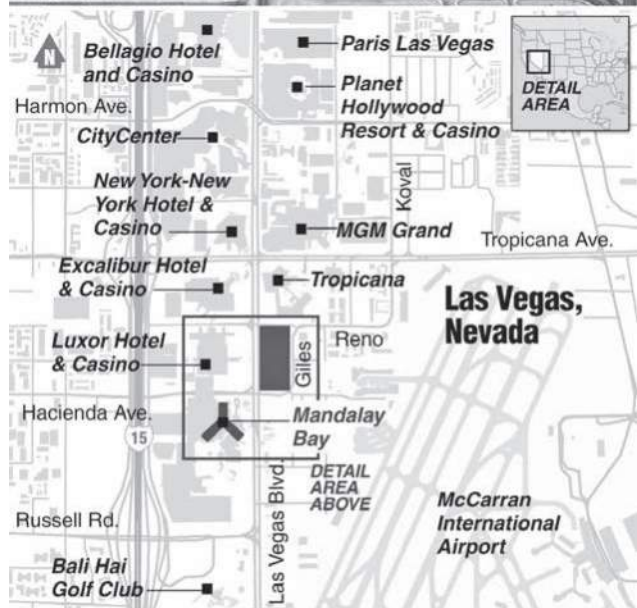 N
Bellagio Hotel
and Casino
Paris Las Vegas
Planet
Hollywood
Resort & Casino
DETAIL
AREA
Harmon Ave.
CityCenter
New York-New
York Hotel &
Casino
Koval
MGM Grand
Tropicana Ave.
Excalibur Hotel
& Casino
Tropicana
Las Vegas,
Nevada
Luxor Hotel
& Casino
Reno
Giles
Hacienda Ave.
Mandalay
Bay
15
DETAIL
AREA
ABOVE
Las Vegas Blvd.
McCarran
International
Airport
Russell Rd.
Bali Hai
Golf Club